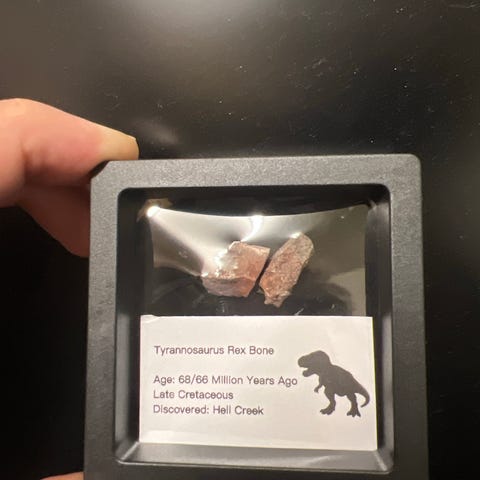 Tyrannosaurus Rex Bone
Age: 68/66 Million Years Ago
Late Cretaceous
Discovered: Hell Creek